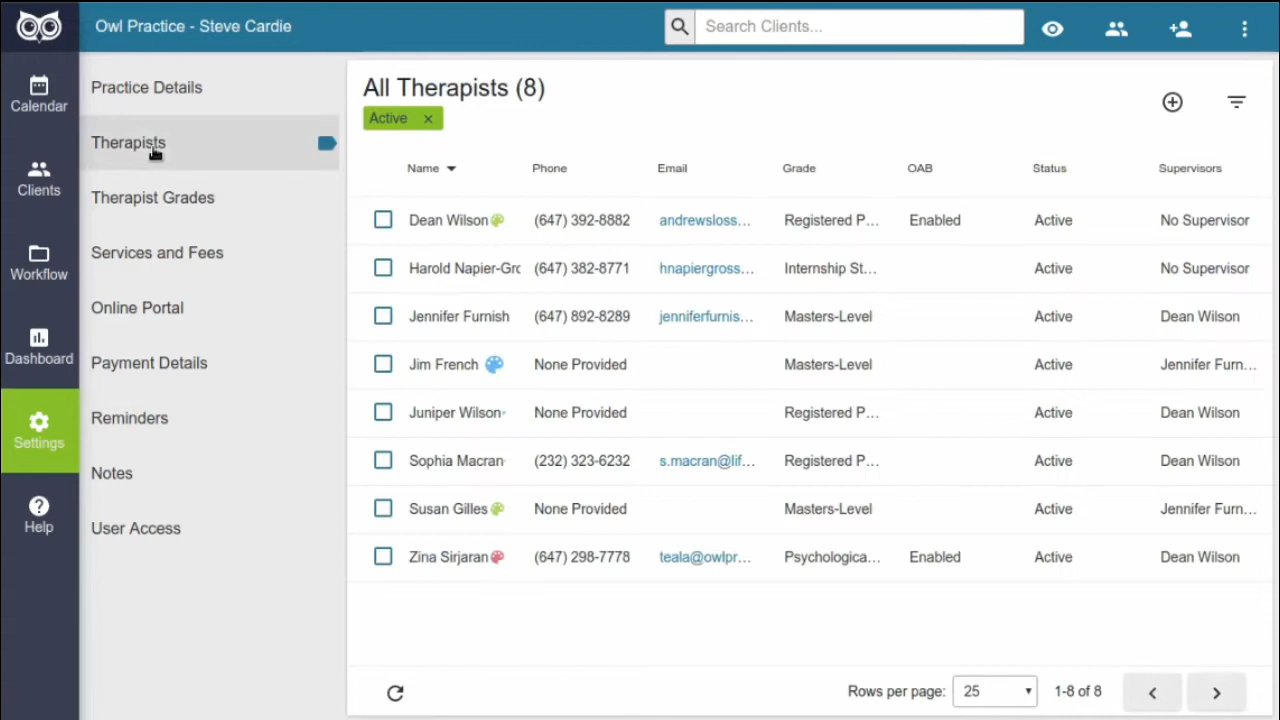 Owl Practice - Steve Cardie
Search Clients...
Calendar
Clients
Workflow
Dashboard
Settings
Help
Practice Details
Therapists
Therapist Grades
Services and Fees
Online Portal
Payment Details
Reminders
Notes
User Access
All Therapists (8)
Active ×
Name Phone Email Grade OAB Status Supervisors
Dean Wilson (647) 392-8882 andrewsloss... Registered P... Enabled Active No Supervisor
Harold Napier-Gro (647) 382-8771 hnapiergross... Internship St... Active No Supervisor
Jennifer Furnish (647) 892-8289 jenniferfurnis... Masters-Level Active Dean Wilson
Jim French None Provided Masters-Level Active Jennifer Furn...
Juniper Wilson None Provided Registered P... Active Dean Wilson
Sophia Macran (232) 323-6232 s.macran@lif... Registered P... Active Dean Wilson
Susan Gilles None Provided Masters-Level Active Jennifer Furn...
Zina Sirjaran (647) 298-7778 teala@owlpr... Psychologica... Enabled Active Dean Wilson
Rows per page: 25 1-8 of 8